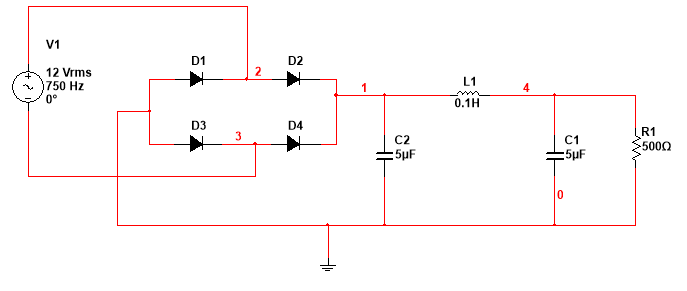 V1
12 Vrms
750 Hz
0°
D1
D2
2
D3
D4
3
1
L1
0.1H
4
C2
5µF
C1
5µF
R1
500Ω
0